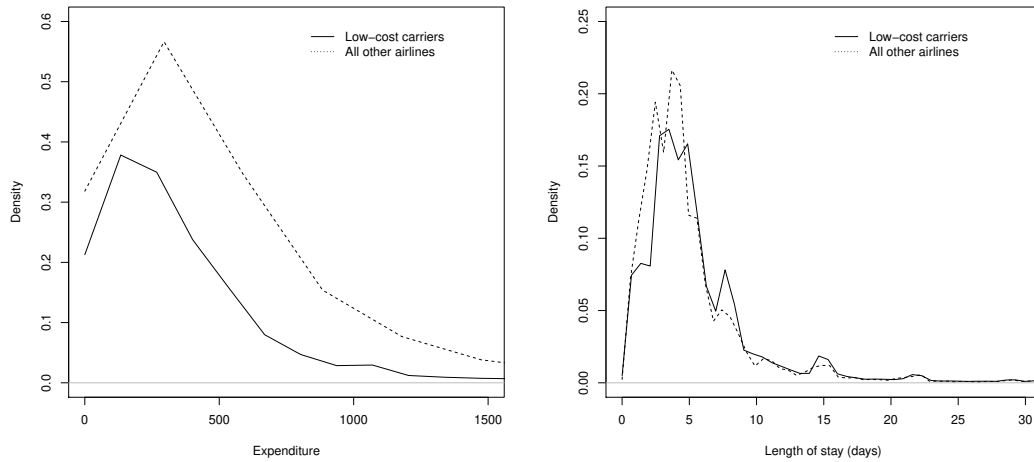 Low−cost carriers
All other airlines
0.6
0.5
0.4
0.3
0.2
0.1
0.0
Density
0 500 1000 1500
Expenditure
Low−cost carriers
All other airlines
0.25
0.20
0.15
0.10
0.05
0.00
Density
0 5 10 15 20 25 30
Length of stay (days)